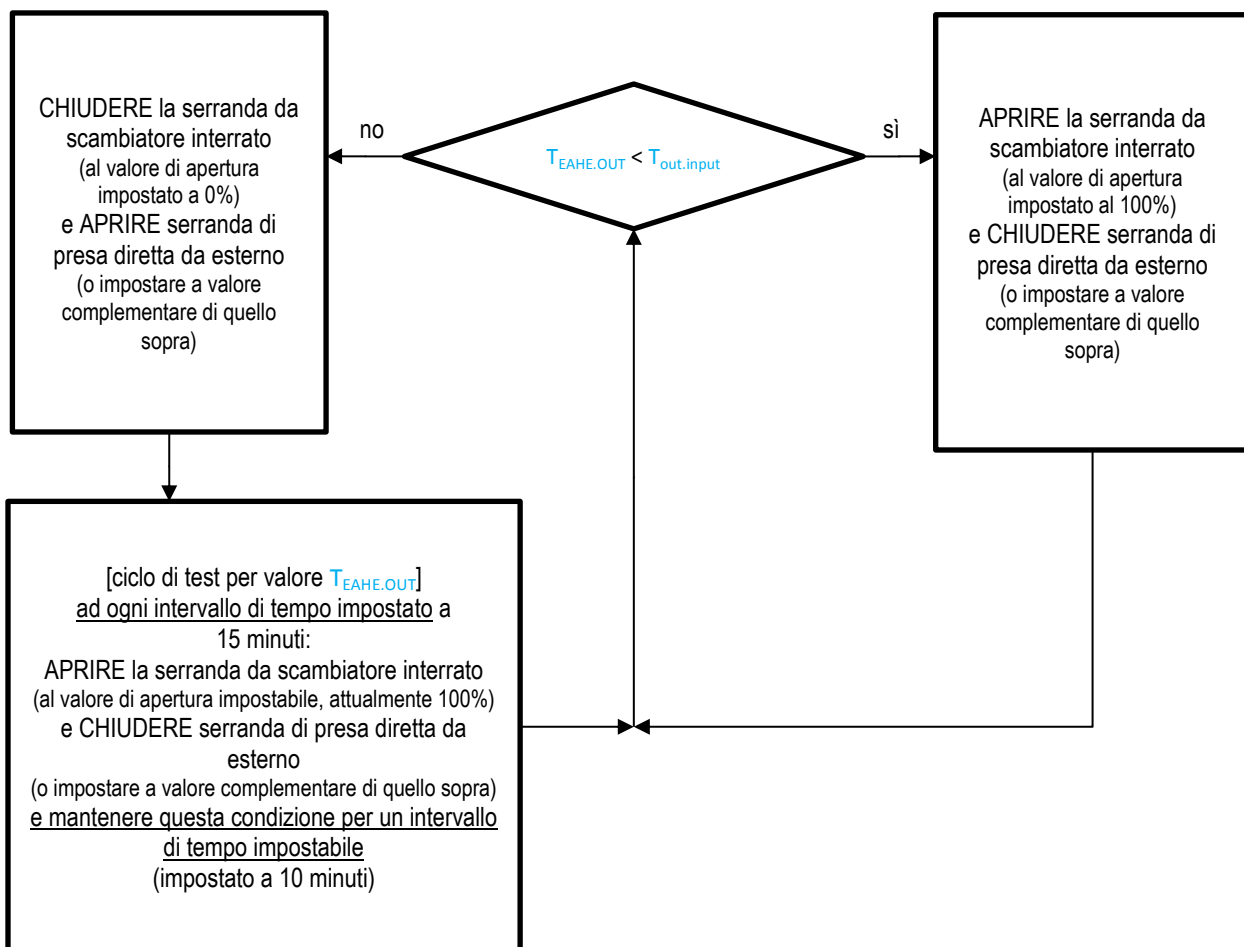 CHIUDERE la serranda da
scambiatore interrato
(al valore di apertura
impostato a 0%)
e APRIRE serranda di
presa diretta da esterno
(o impostare a valore
complementare di quello
sopra)
no
T_EAHE.OUT < T_out.input
sì
APRIRE la serranda da
scambiatore interrato
(al valore di apertura
impostato al 100%)
e CHIUDERE serranda di
presa diretta da esterno
(o impostare a valore
complementare di quello
sopra)
[ciclo di test per valore T_EAHE.OUT]
ad ogni intervallo di tempo impostato a
15 minuti:
APRIRE la serranda da scambiatore interrato
(al valore di apertura impostabile, attualmente 100%)
e CHIUDERE serranda di presa diretta da
esterno
(o impostare a valore complementare di quello sopra)
e mantenere questa condizione per un intervallo
di tempo impostabile
(impostato a 10 minuti)